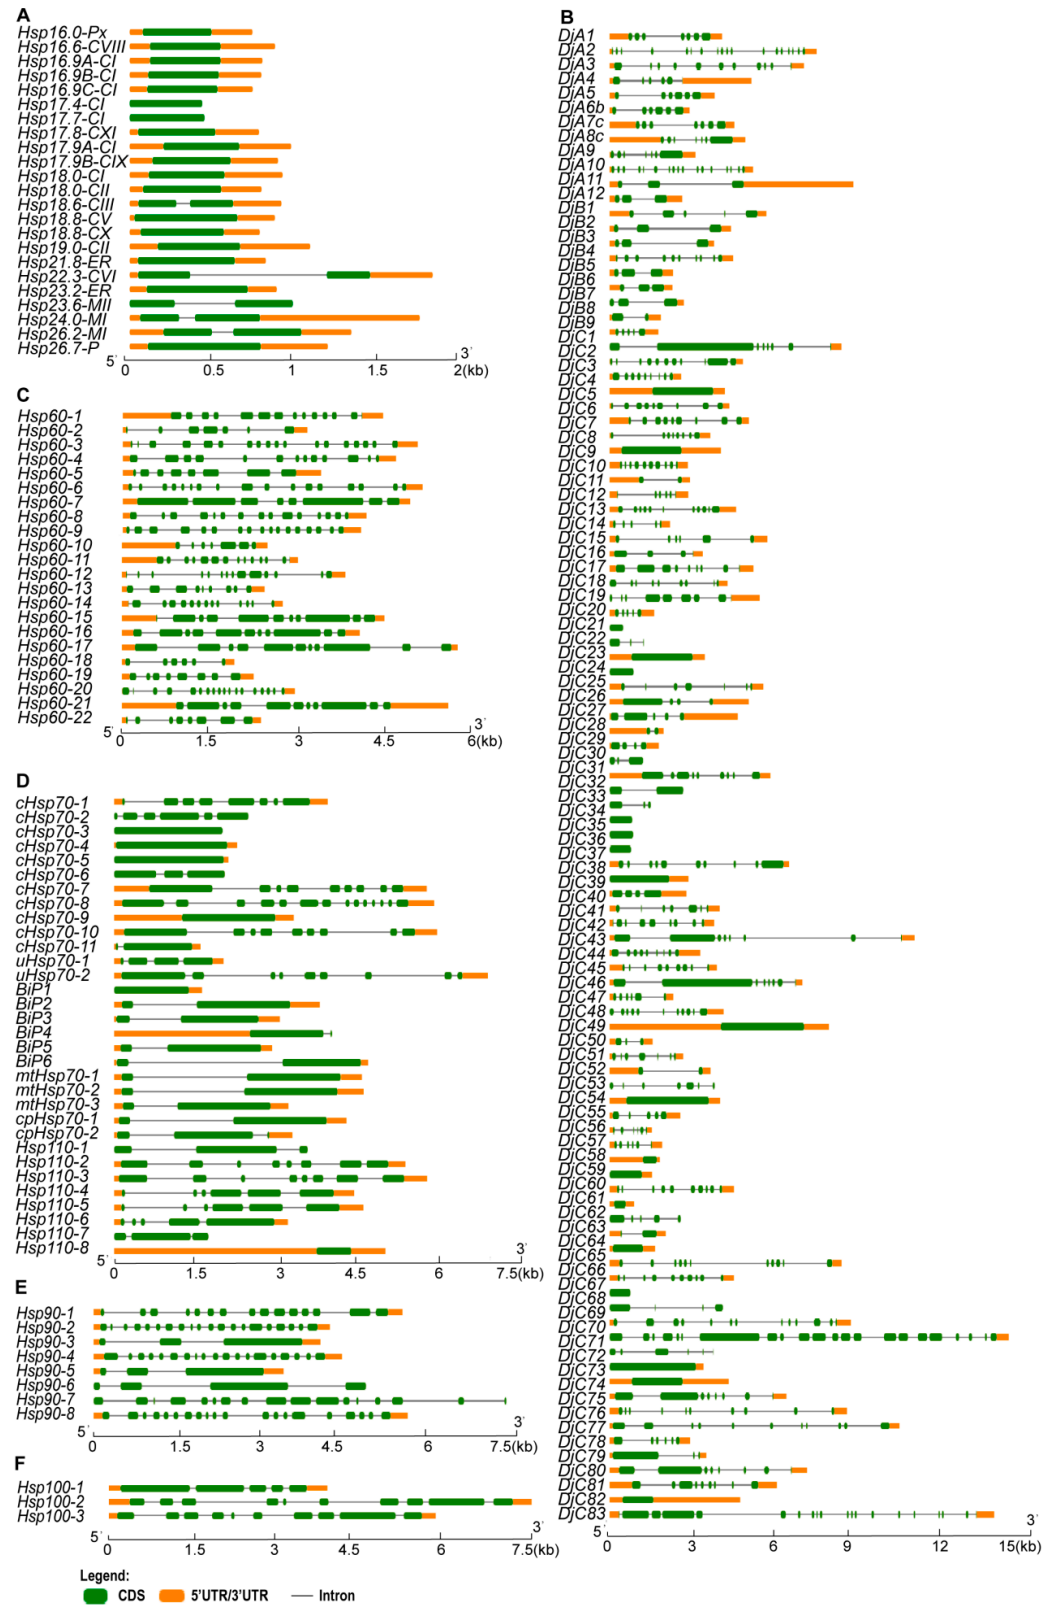 A
Hsp16.0-Px
Hsp16.6-CVIII
Hsp16.9A-CI
Hsp16.9B-CI
Hsp16.9C-CI
Hsp17.4-CI
Hsp17.7-CI
Hsp17.8-CXI
Hsp17.9A-CI
Hsp17.9B-CIX
Hsp18.0-CI
Hsp18.0-CII
Hsp18.6-CIII
Hsp18.8-CV
Hsp18.8-CX
Hsp19.0-CII
Hsp21.8-ER
Hsp22.3-CVI
Hsp23.2-ER
Hsp23.6-MII
Hsp24.0-MI
Hsp26.2-MI
Hsp26.7-P
5' 3'
0 0.5 1 1.5 2(kb)
C
Hsp60-1
Hsp60-2
Hsp60-3
Hsp60-4
Hsp60-5
Hsp60-6
Hsp60-7
Hsp60-8
Hsp60-9
Hsp60-10
Hsp60-11
Hsp60-12
Hsp60-13
Hsp60-14
Hsp60-15
Hsp60-16
Hsp60-17
Hsp60-18
Hsp60-19
Hsp60-20
Hsp60-21
Hsp60-22
5' 3'
0 1.5 3 4.5 6(kb)
D
cHsp70-1
cHsp70-2
cHsp70-3
cHsp70-4
cHsp70-5
cHsp70-6
cHsp70-7
cHsp70-8
cHsp70-9
cHsp70-10
cHsp70-11
uHsp70-1
uHsp70-2
BiP1
BiP2
BiP3
BiP4
BiP5
BiP6
mtHsp70-1
mtHsp70-2
mtHsp70-3
cpHsp70-1
cpHsp70-2
Hsp110-1
Hsp110-2
Hsp110-3
Hsp110-4
Hsp110-5
Hsp110-6
Hsp110-7
Hsp110-8
5' 3'
0 1.5 3 4.5 6 7.5(kb)
E
Hsp90-1
Hsp90-2
Hsp90-3
Hsp90-4
Hsp90-5
Hsp90-6
Hsp90-7
Hsp90-8
5' 3'
0 1.5 3 4.5 6 7.5(kb)
F
Hsp100-1
Hsp100-2
Hsp100-3
5' 3'
0 1.5 3 4.5 6 7.5(kb)
B
DjA1
DjA2
DjA3
DjA4
DjA5
DjA6b
DjA7c
DjA8c
DjA9
DjA10
DjA11
DjA12
DjB1
DjB2
DjB3
DjB4
DjB5
DjB6
DjB7
DjB8
DjB9
DjC1
DjC2
DjC3
DjC4
DjC5
DjC6
DjC7
DjC8
DjC9
DjC10
DjC11
DjC12
DjC13
DjC14
DjC15
DjC16
DjC17
DjC18
DjC19
DjC20
DjC21
DjC22
DjC23
DjC24
DjC25
DjC26
DjC27
DjC28
DjC29
DjC30
DjC31
DjC32
DjC33
DjC34
DjC35
DjC36
DjC37
DjC38
DjC39
DjC40
DjC41
DjC42
DjC43
DjC44
DjC45
DjC46
DjC47
DjC48
DjC49
DjC50
DjC51
DjC52
DjC53
DjC54
DjC55
DjC56
DjC57
DjC58
DjC59
DjC60
DjC61
DjC62
DjC63
DjC64
DjC65
DjC66
DjC67
DjC68
DjC69
DjC70
DjC71
DjC72
DjC73
DjC74
DjC75
DjC76
DjC77
DjC78
DjC79
DjC80
DjC81
DjC82
DjC83
5' 3'
0 3 6 9 12 15(kb)
Legend:
CDS 5'UTR/3'UTR Intron